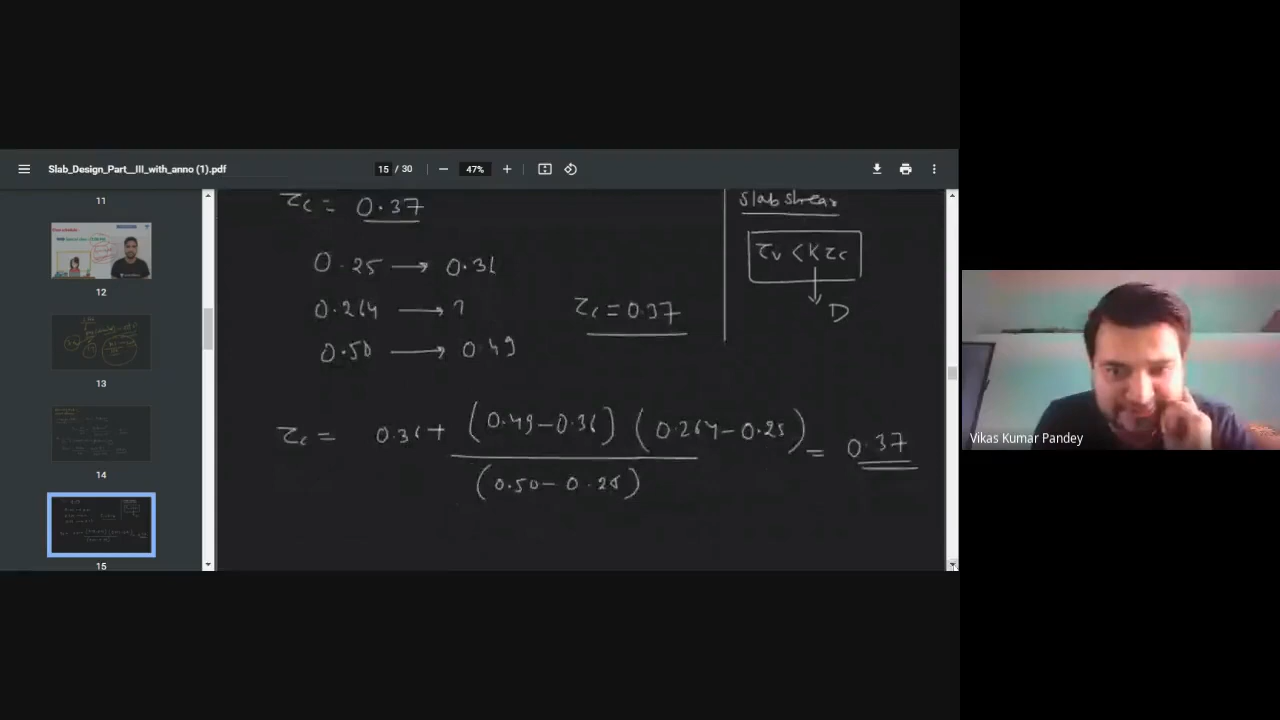 Slab_Design_Part__III_with_anno (1).pdf
15 / 30
47%
11
12
13
14
15
τc = 0.37
0.25 → 0.36
0.264 → ?
0.50 → 0.49
τc = 0.37
Slab shear
τv < Kτc
D
τc = 0.36 + (0.49 - 0.36) (0.264 - 0.25) = 0.37
(0.50 - 0.25)
Vikas Kumar Pandey